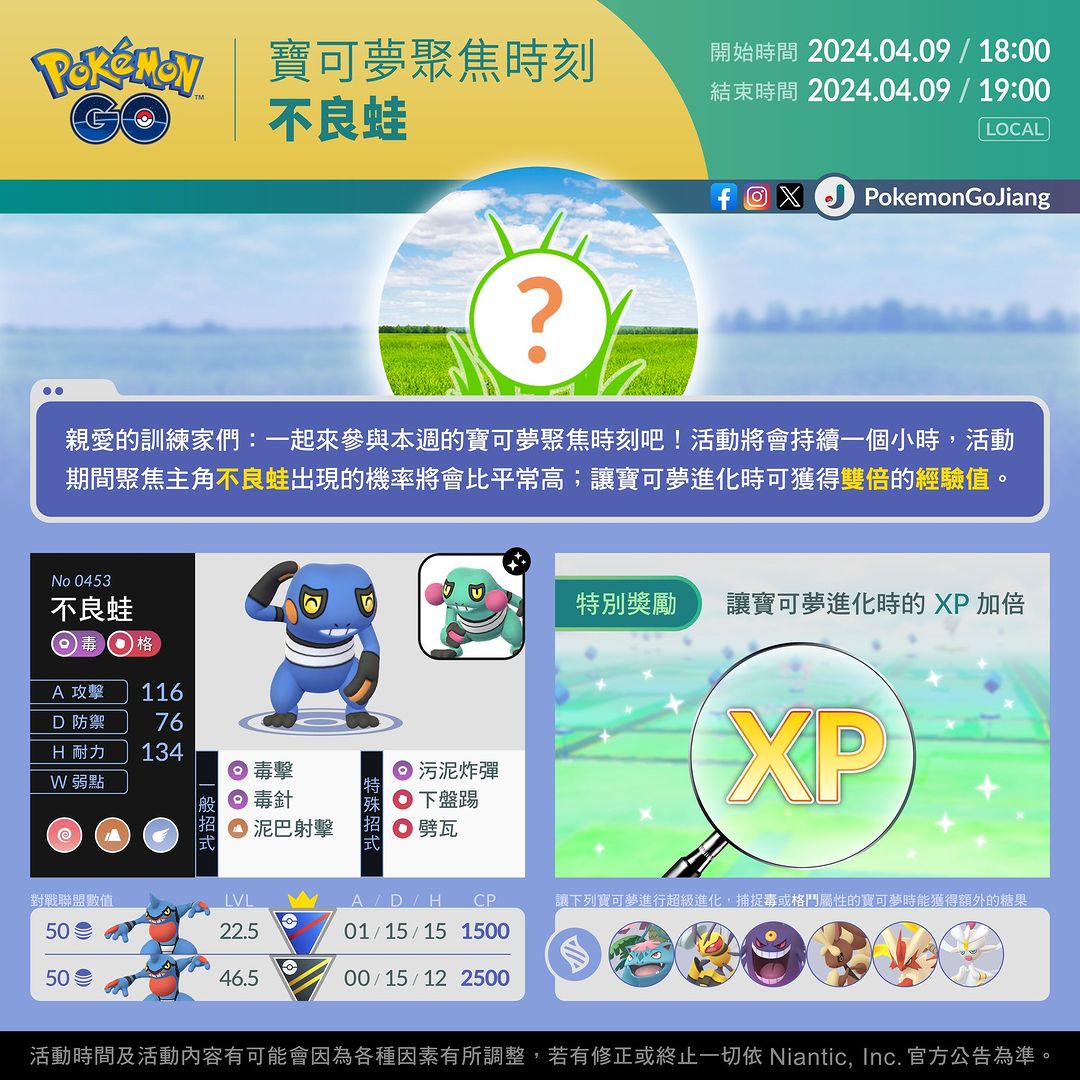 POKÉMON
GO
TM
寶可夢聚焦時刻
不良蛙
開始時間 2024.04.09 / 18:00
結束時間 2024.04.09 / 19:00
LOCAL
PokemonGoJiang
?
親愛的訓練家們：一起來參與本週的寶可夢聚焦時刻吧！活動將會持續一個小時，活動
期間聚焦主角不良蛙出現的機率將會比平常高；讓寶可夢進化時可獲得雙倍的經驗值。
No 0453
不良蛙
毒 格
A 攻擊 116
D 防禦 76
H 耐力 134
W 弱點
一般招式
毒擊
毒針
泥巴射擊
特殊招式
污泥炸彈
下盤踢
劈瓦
特別獎勵 讓寶可夢進化時的 XP 加倍
XP
對戰聯盟數值 LVL A / D / H CP
50 22.5 01 / 15 / 15 1500
50 46.5 00 / 15 / 12 2500
讓下列寶可夢進行超級進化，捕捉毒或格鬥屬性的寶可夢時能獲得額外的糖果
活動時間及活動內容有可能會因為各種因素有所調整，若有修正或終止一切依 Niantic, Inc. 官方公告為準。